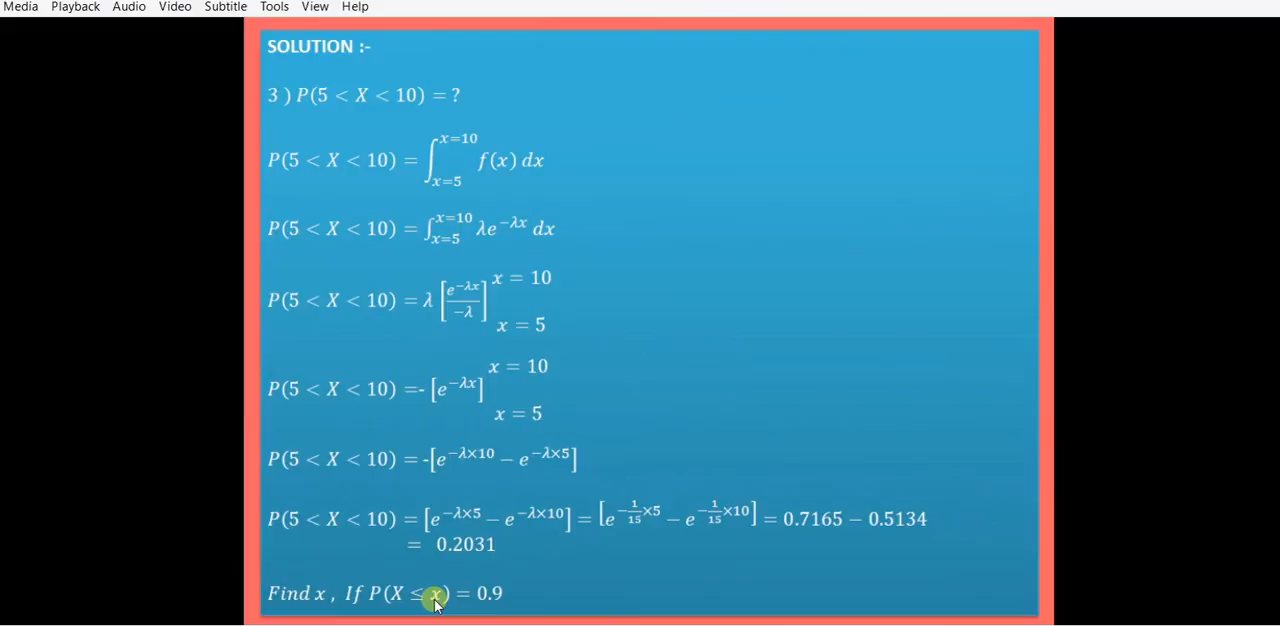 Media Playback Audio Video Subtitle Tools View Help
SOLUTION :-
3 ) P(5 < X < 10) = ?
P(5 < X < 10) = ∫_{x=5}^{x=10} f(x) dx
P(5 < X < 10) = ∫_{x=5}^{x=10} λe^{−λx} dx
P(5 < X < 10) = λ [e^{−λx}/−λ] x = 10 x = 5
P(5 < X < 10) =- [e^{−λx}] x = 10 x = 5
P(5 < X < 10) = -[e^{−λ×10} − e^{−λ×5}]
P(5 < X < 10) = [e^{−λ×5} − e^{−λ×10}] = [e^{−1/15×5} − e^{−1/15×10}] = 0.7165 − 0.5134
= 0.2031
Find x , If P(X ≤ x) = 0.9